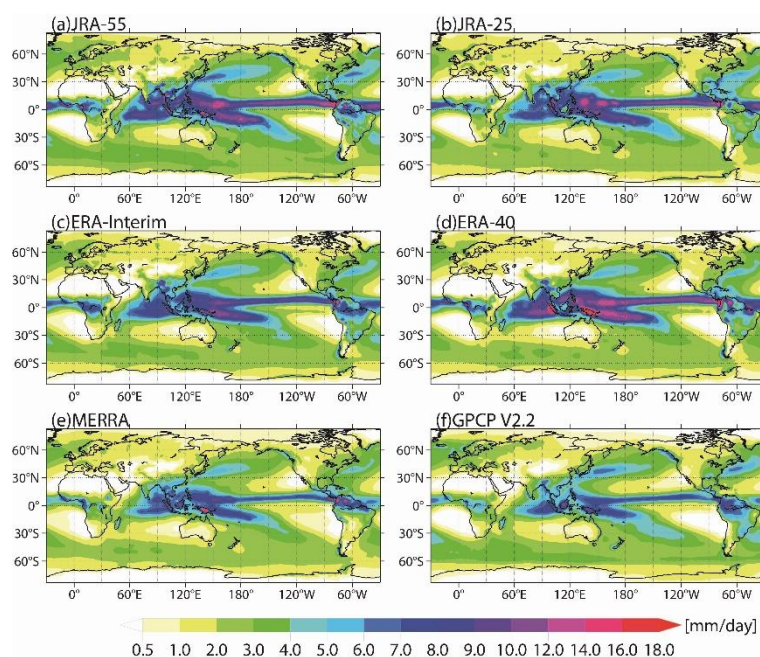 (a)JRA-55 (b)JRA-25
60°N 60°N
30°N 30°N
0° 0°
30°S 30°S
60°S 60°S
0° 60°E 120°E 180° 120°W 60°W 0° 60°E 120°E 180° 120°W 60°W
(c)ERA-Interim (d)ERA-40
60°N 60°N
30°N 30°N
0° 0°
30°S 30°S
60°S 60°S
0° 60°E 120°E 180° 120°W 60°W 0° 60°E 120°E 180° 120°W 60°W
(e)MERRA (f)GPCP V2.2
60°N 60°N
30°N 30°N
0° 0°
30°S 30°S
60°S 60°S
0° 60°E 120°E 180° 120°W 60°W 0° 60°E 120°E 180° 120°W 60°W
[mm/day]
0.5 1.0 2.0 3.0 4.0 5.0 6.0 7.0 8.0 9.0 10.0 12.0 14.0 16.0 18.0